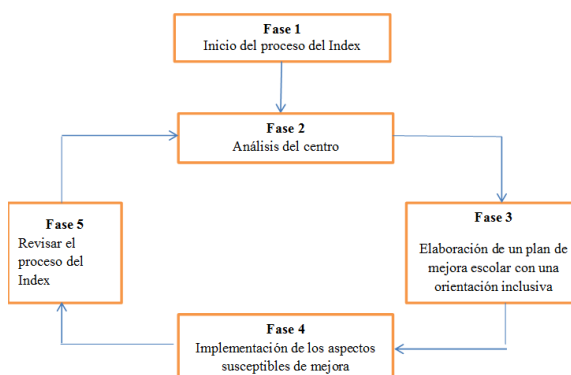 Fase 1
Inicio del proceso del Index
Fase 2
Análisis del centro
Fase 3
Elaboración de un plan de
mejora escolar con una
orientación inclusiva
Fase 4
Implementación de los aspectos
susceptibles de mejora
Fase 5
Revisar el
proceso del
Index